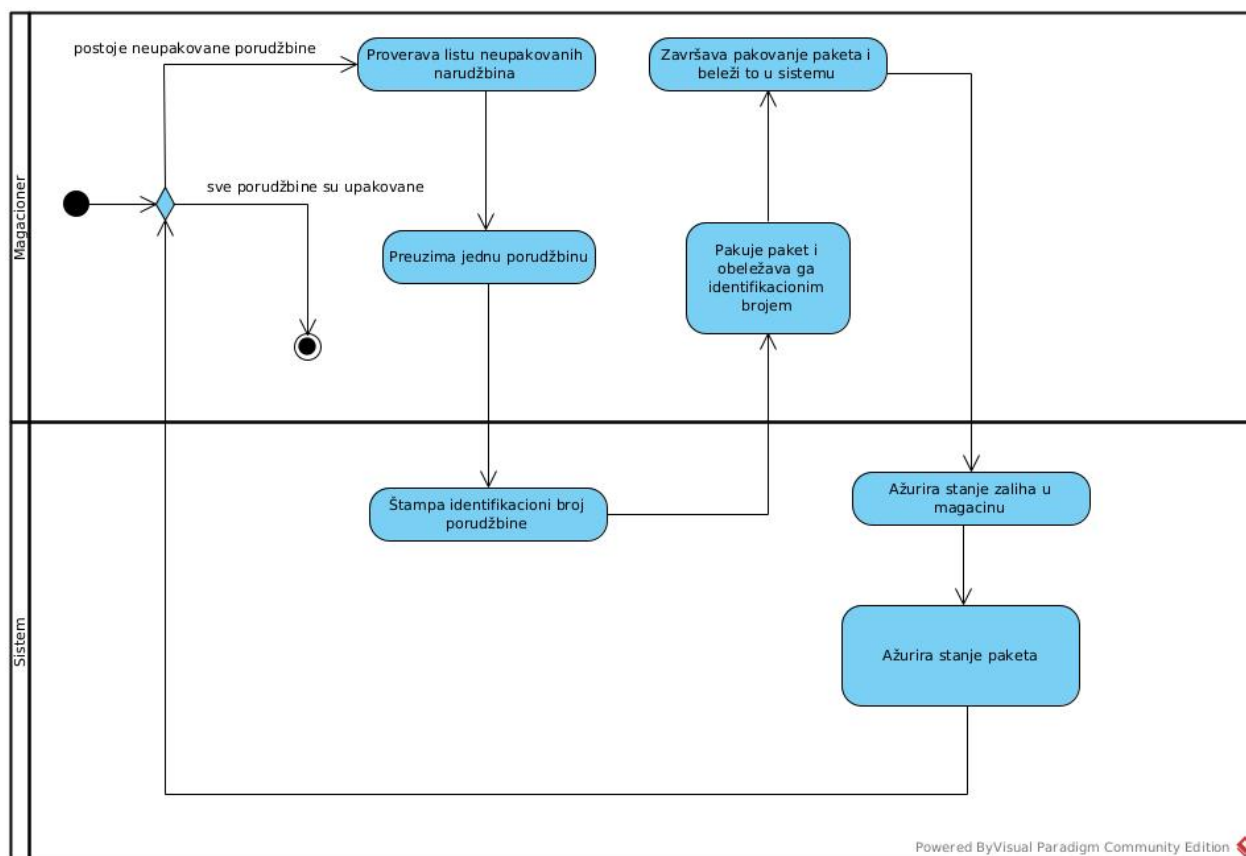 postoje neupakovane porudžbine
Proverava listu neupakovanih
narudžbina
Završava pakovanje paketa i
beleži to u sistemu
sve porudžbine su upakovane
Magacioner
Preuzima jednu porudžbinu
Pakuje paket i
obeležava ga
identifikacionim
brojem
Štampa identifikacioni broj
porudžbine
Ažurira stanje zaliha u
magacinu
Sistem
Ažurira stanje paketa
Powered ByVisual Paradigm Community Edition